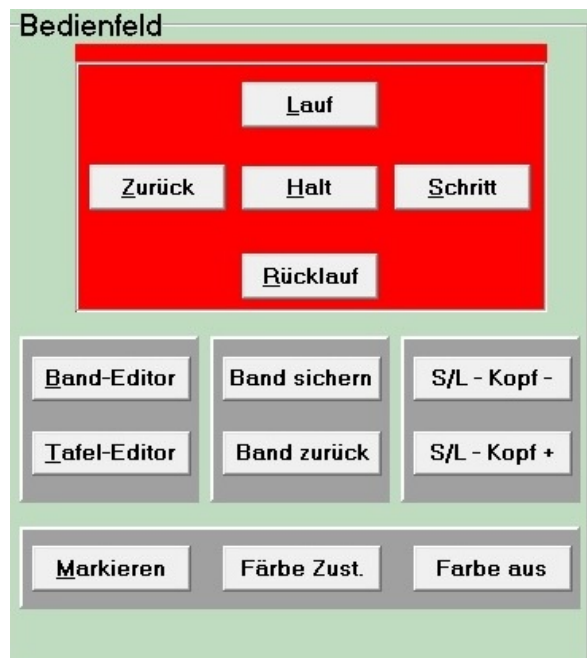 Bedienfeld
Lauf
Zurück Halt Schritt
Rücklauf
Band-Editor Band sichern S/L - Kopf -
Tafel-Editor Band zurück S/L - Kopf +
Markieren Färbe Zust. Farbe aus